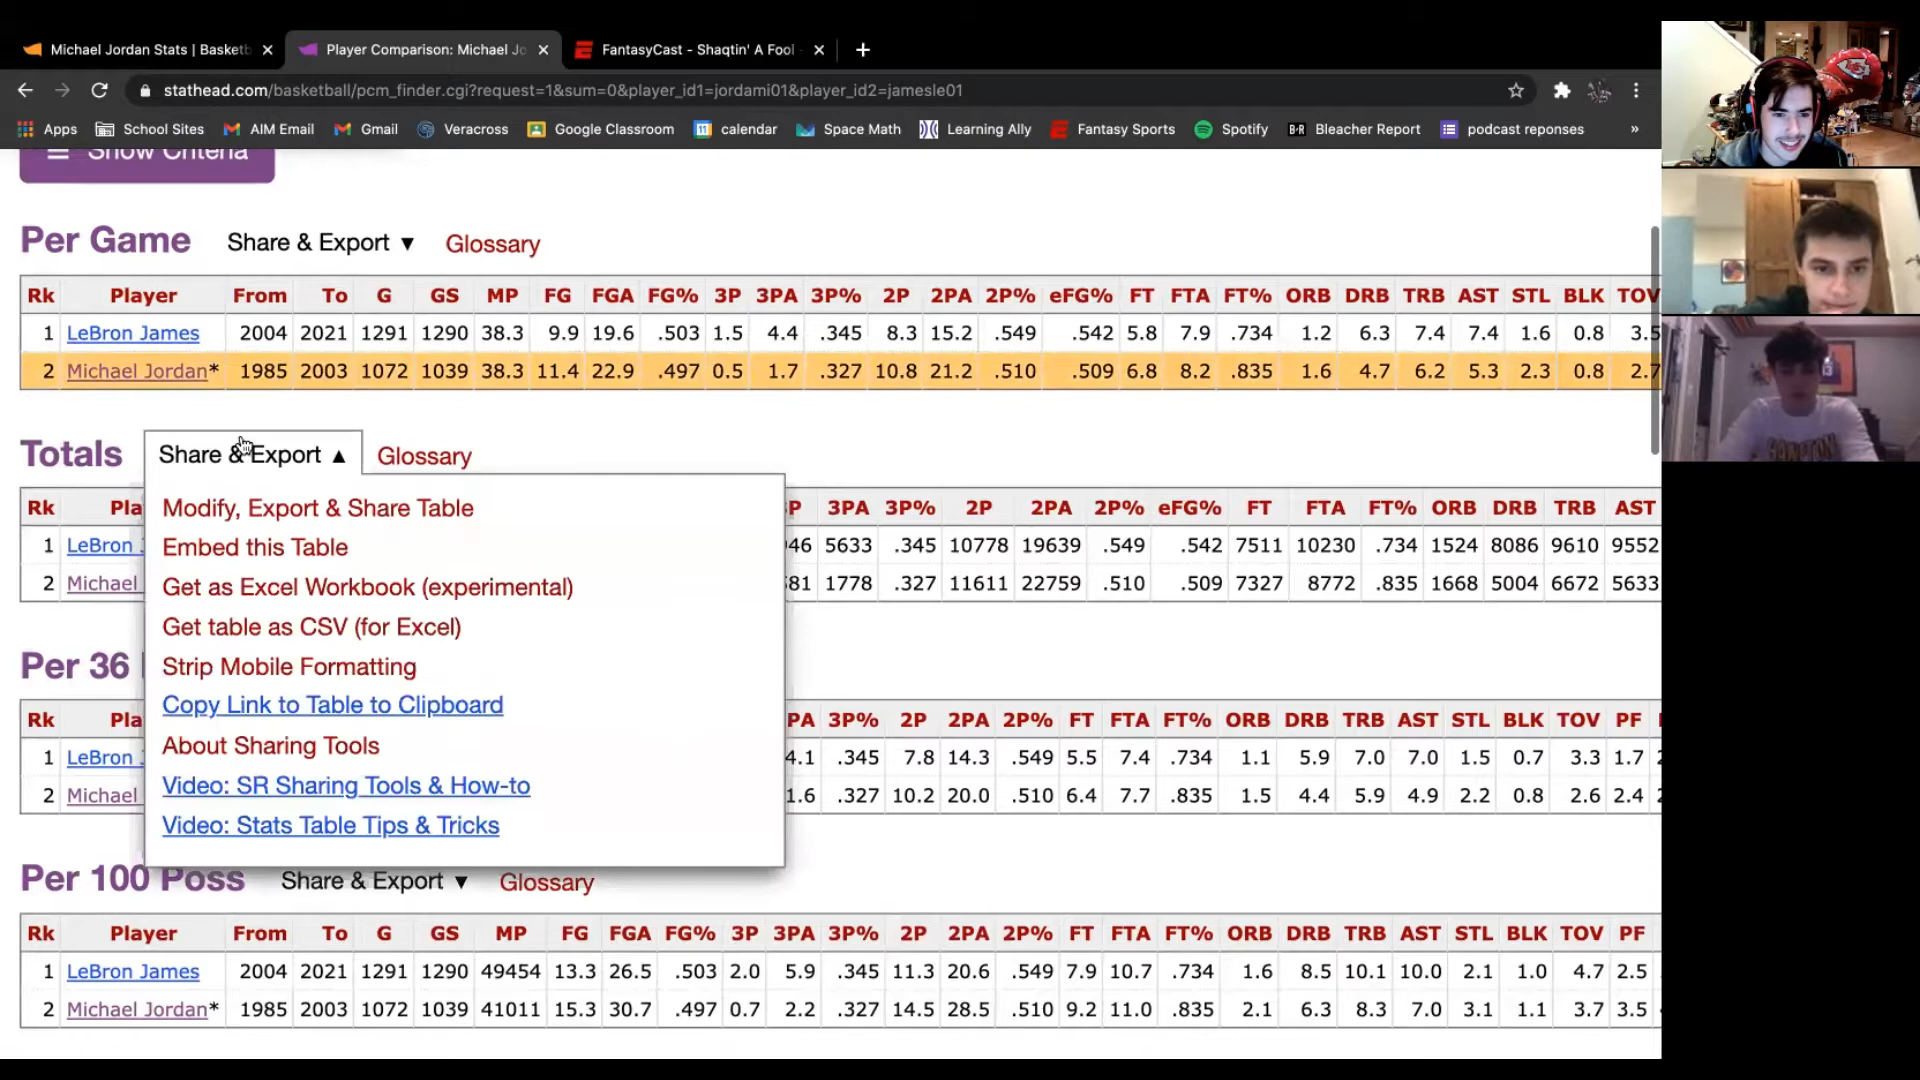 Michael Jordan Stats | Basketb
Player Comparison: Michael Jo
FantasyCast - Shaqtin' A Fool
stathead.com/basketball/pcm_finder.cgi?request=1&sum=0&player_id1=jordami01&player_id2=jamesle01
Apps School Sites AIM Email Gmail Veracross Google Classroom calendar Space Math Learning Ally Fantasy Sports Spotify B/R Bleacher Report podcast reponses »
Show Criteria
Per Game Share & Export ▼ Glossary
Rk Player From To G GS MP FG FGA FG% 3P 3PA 3P% 2P 2PA 2P% eFG% FT FTA FT% ORB DRB TRB AST STL BLK TOV
1 LeBron James 2004 2021 1291 1290 38.3 9.9 19.6 .503 1.5 4.4 .345 8.3 15.2 .549 .542 5.8 7.9 .734 1.2 6.3 7.4 7.4 1.6 0.8 3.5
2 Michael Jordan* 1985 2003 1072 1039 38.3 11.4 22.9 .497 0.5 1.7 .327 10.8 21.2 .510 .509 6.8 8.2 .835 1.6 4.7 6.2 5.3 2.3 0.8 2.7
Totals Share & Export ▲ Glossary
Rk Pla P 3PA 3P% 2P 2PA 2P% eFG% FT FTA FT% ORB DRB TRB AST
1 LeBron 46 5633 .345 10778 19639 .549 .542 7511 10230 .734 1524 8086 9610 9552
2 Michael 81 1778 .327 11611 22759 .510 .509 7327 8772 .835 1668 5004 6672 5633
Modify, Export & Share Table
Embed this Table
Get as Excel Workbook (experimental)
Get table as CSV (for Excel)
Strip Mobile Formatting
Copy Link to Table to Clipboard
About Sharing Tools
Video: SR Sharing Tools & How-to
Video: Stats Table Tips & Tricks
Per 36
Rk Pla PA 3P% 2P 2PA 2P% FT FTA FT% ORB DRB TRB AST STL BLK TOV PF
1 LeBron 4.1 .345 7.8 14.3 .549 5.5 7.4 .734 1.1 5.9 7.0 7.0 1.5 0.7 3.3 1.7
2 Michael 1.6 .327 10.2 20.0 .510 6.4 7.7 .835 1.5 4.4 5.9 4.9 2.2 0.8 2.6 2.4
Per 100 Poss Share & Export ▼ Glossary
Rk Player From To G GS MP FG FGA FG% 3P 3PA 3P% 2P 2PA 2P% FT FTA FT% ORB DRB TRB AST STL BLK TOV PF
1 LeBron James 2004 2021 1291 1290 49454 13.3 26.5 .503 2.0 5.9 .345 11.3 20.6 .549 7.9 10.7 .734 1.6 8.5 10.1 10.0 2.1 1.0 4.7 2.5
2 Michael Jordan* 1985 2003 1072 1039 41011 15.3 30.7 .497 0.7 2.2 .327 14.5 28.5 .510 9.2 11.0 .835 2.1 6.3 8.3 7.0 3.1 1.1 3.7 3.5